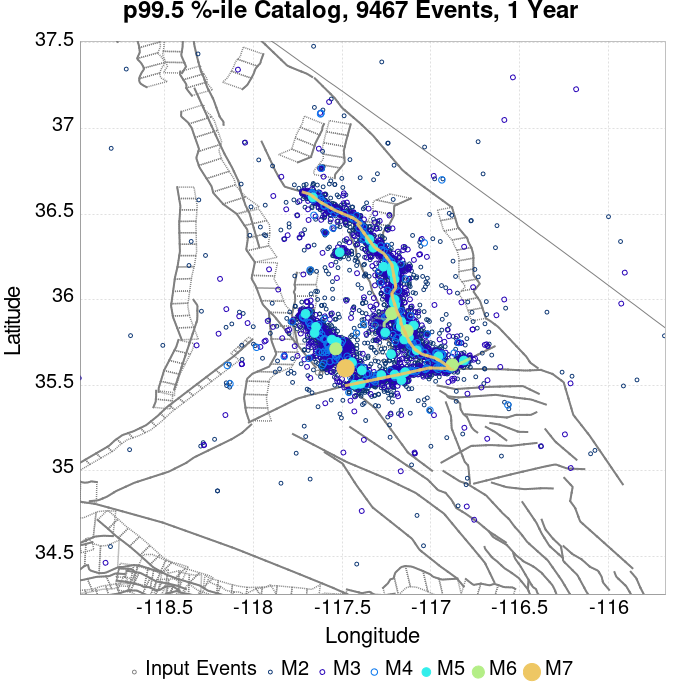 p99.5 %-ile Catalog, 9467 Events, 1 Year
37.5
37
36.5
36
35.5
35
34.5
Latitude
-118.5 -118 -117.5 -117 -116.5 -116
Longitude
Input Events M2 M3 M4 M5 M6 M7